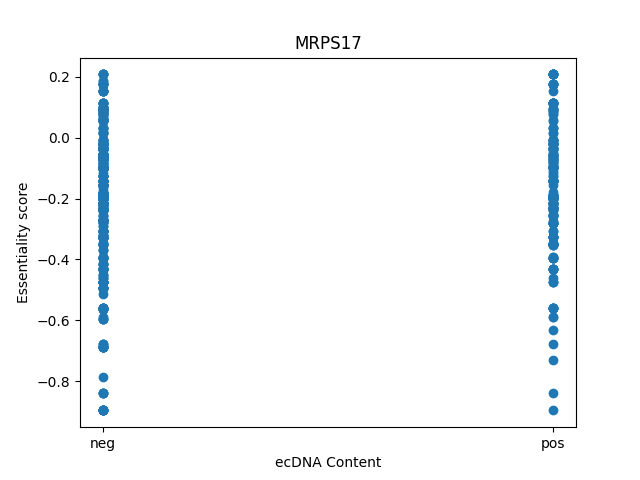 MRPS17
Essentiality score
0.2
0.0
−0.2
−0.4
−0.6
−0.8
neg
pos
ecDNA Content